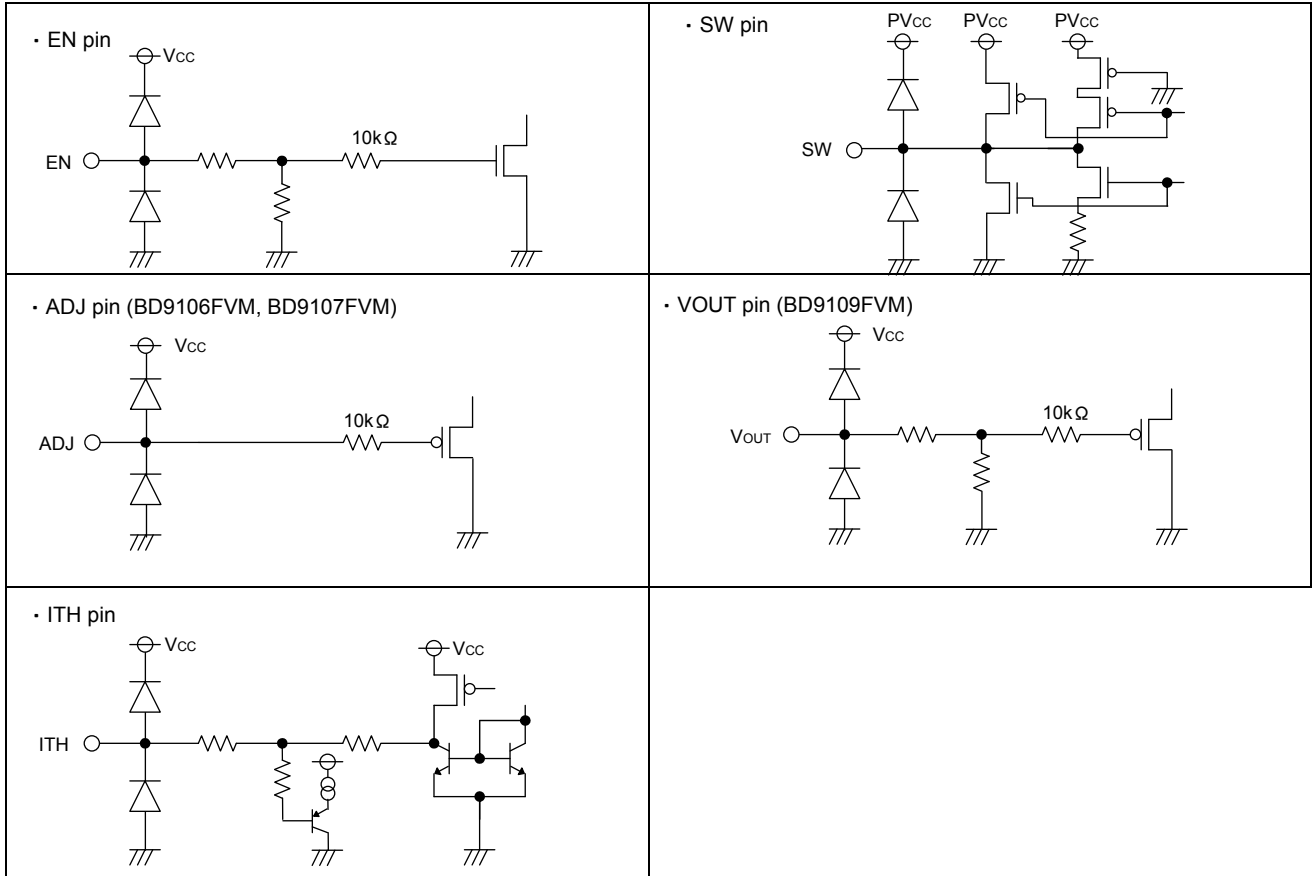 ・EN pin
Vcc
10kΩ
EN
・SW pin
PVcc PVcc PVcc
SW
・ADJ pin (BD9106FVM, BD9107FVM)
Vcc
10kΩ
ADJ
・VOUT pin (BD9109FVM)
Vcc
10kΩ
VOUT
・ITH pin
Vcc
Vcc
ITH